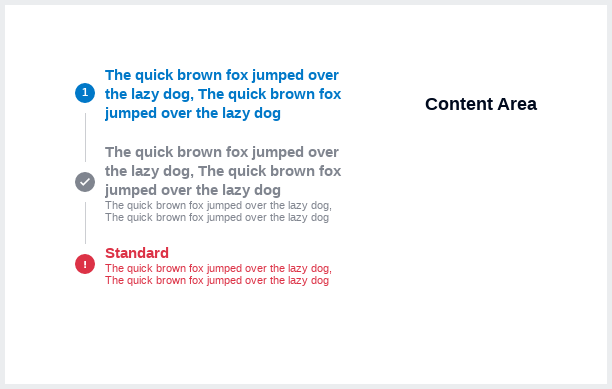 The quick brown fox jumped over
the lazy dog, The quick brown fox
jumped over the lazy dog
1
Content Area
The quick brown fox jumped over
the lazy dog, The quick brown fox
jumped over the lazy dog
The quick brown fox jumped over the lazy dog,
The quick brown fox jumped over the lazy dog
Standard
!
The quick brown fox jumped over the lazy dog,
The quick brown fox jumped over the lazy dog